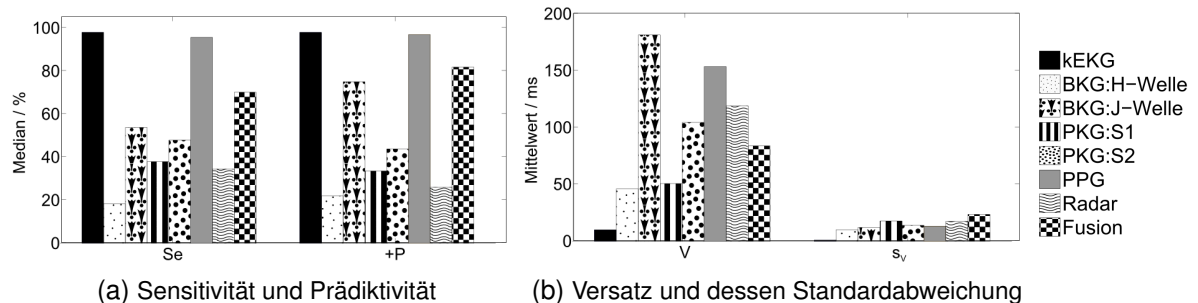 100
80
60
40
20
0
Median / %
Se
+P
(a) Sensitivität und Prädiktivität
200
150
100
50
0
Mittelwert / ms
V
sᵥ
(b) Versatz und dessen Standardabweichung
kEKG
BKG:H−Welle
BKG:J−Welle
PKG:S1
PKG:S2
PPG
Radar
Fusion